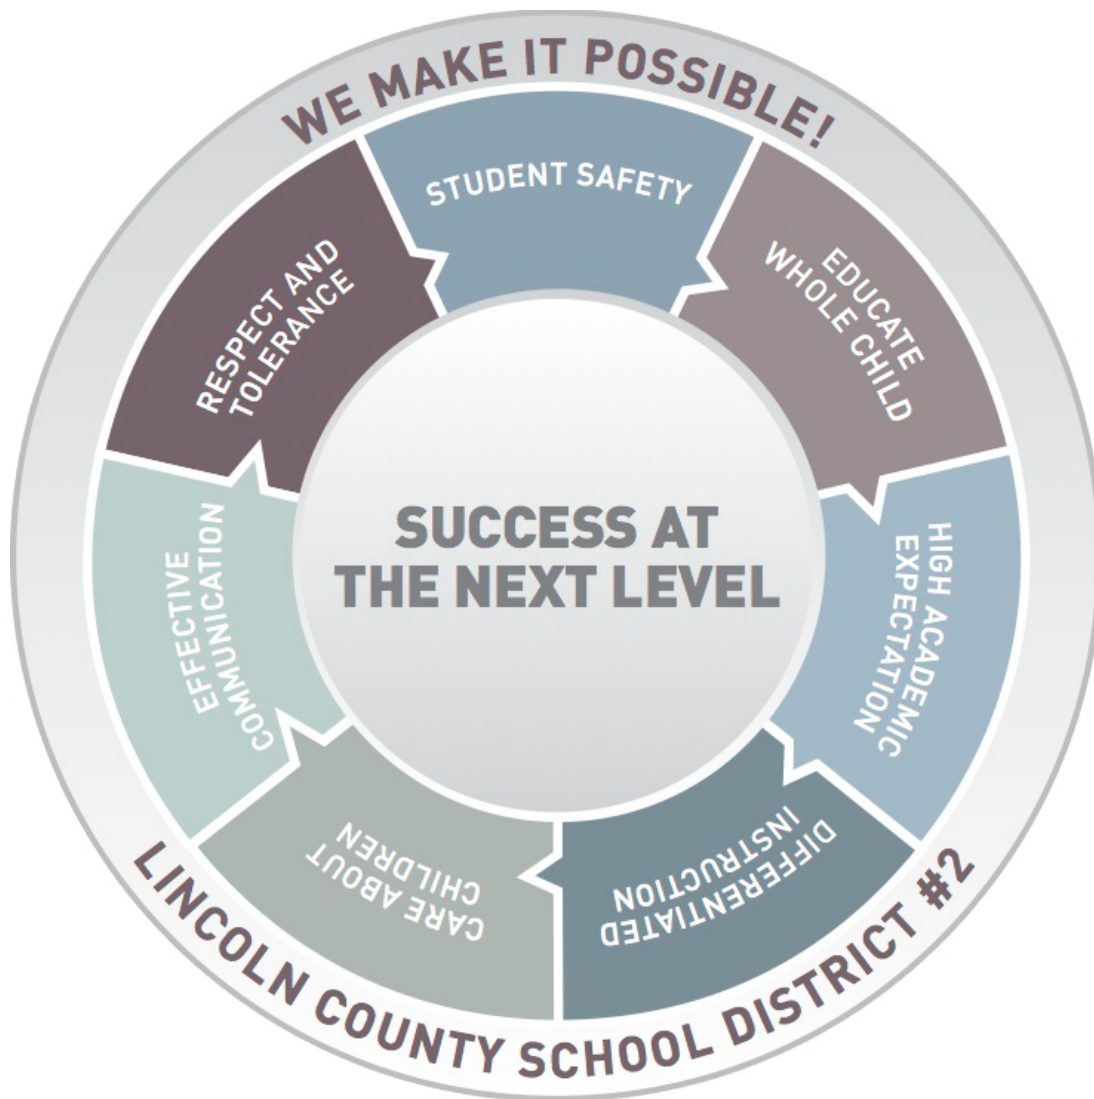 WE MAKE IT POSSIBLE!
STUDENT SAFETY
EDUCATE
WHOLE CHILD
HIGH ACADEMIC
EXPECTATION
DIFFERENTIATED
INSTRUCTION
CARE ABOUT
CHILDREN
EFFECTIVE
COMMUNICATION
RESPECT AND
TOLERANCE
SUCCESS AT
THE NEXT LEVEL
LINCOLN COUNTY SCHOOL DISTRICT #2